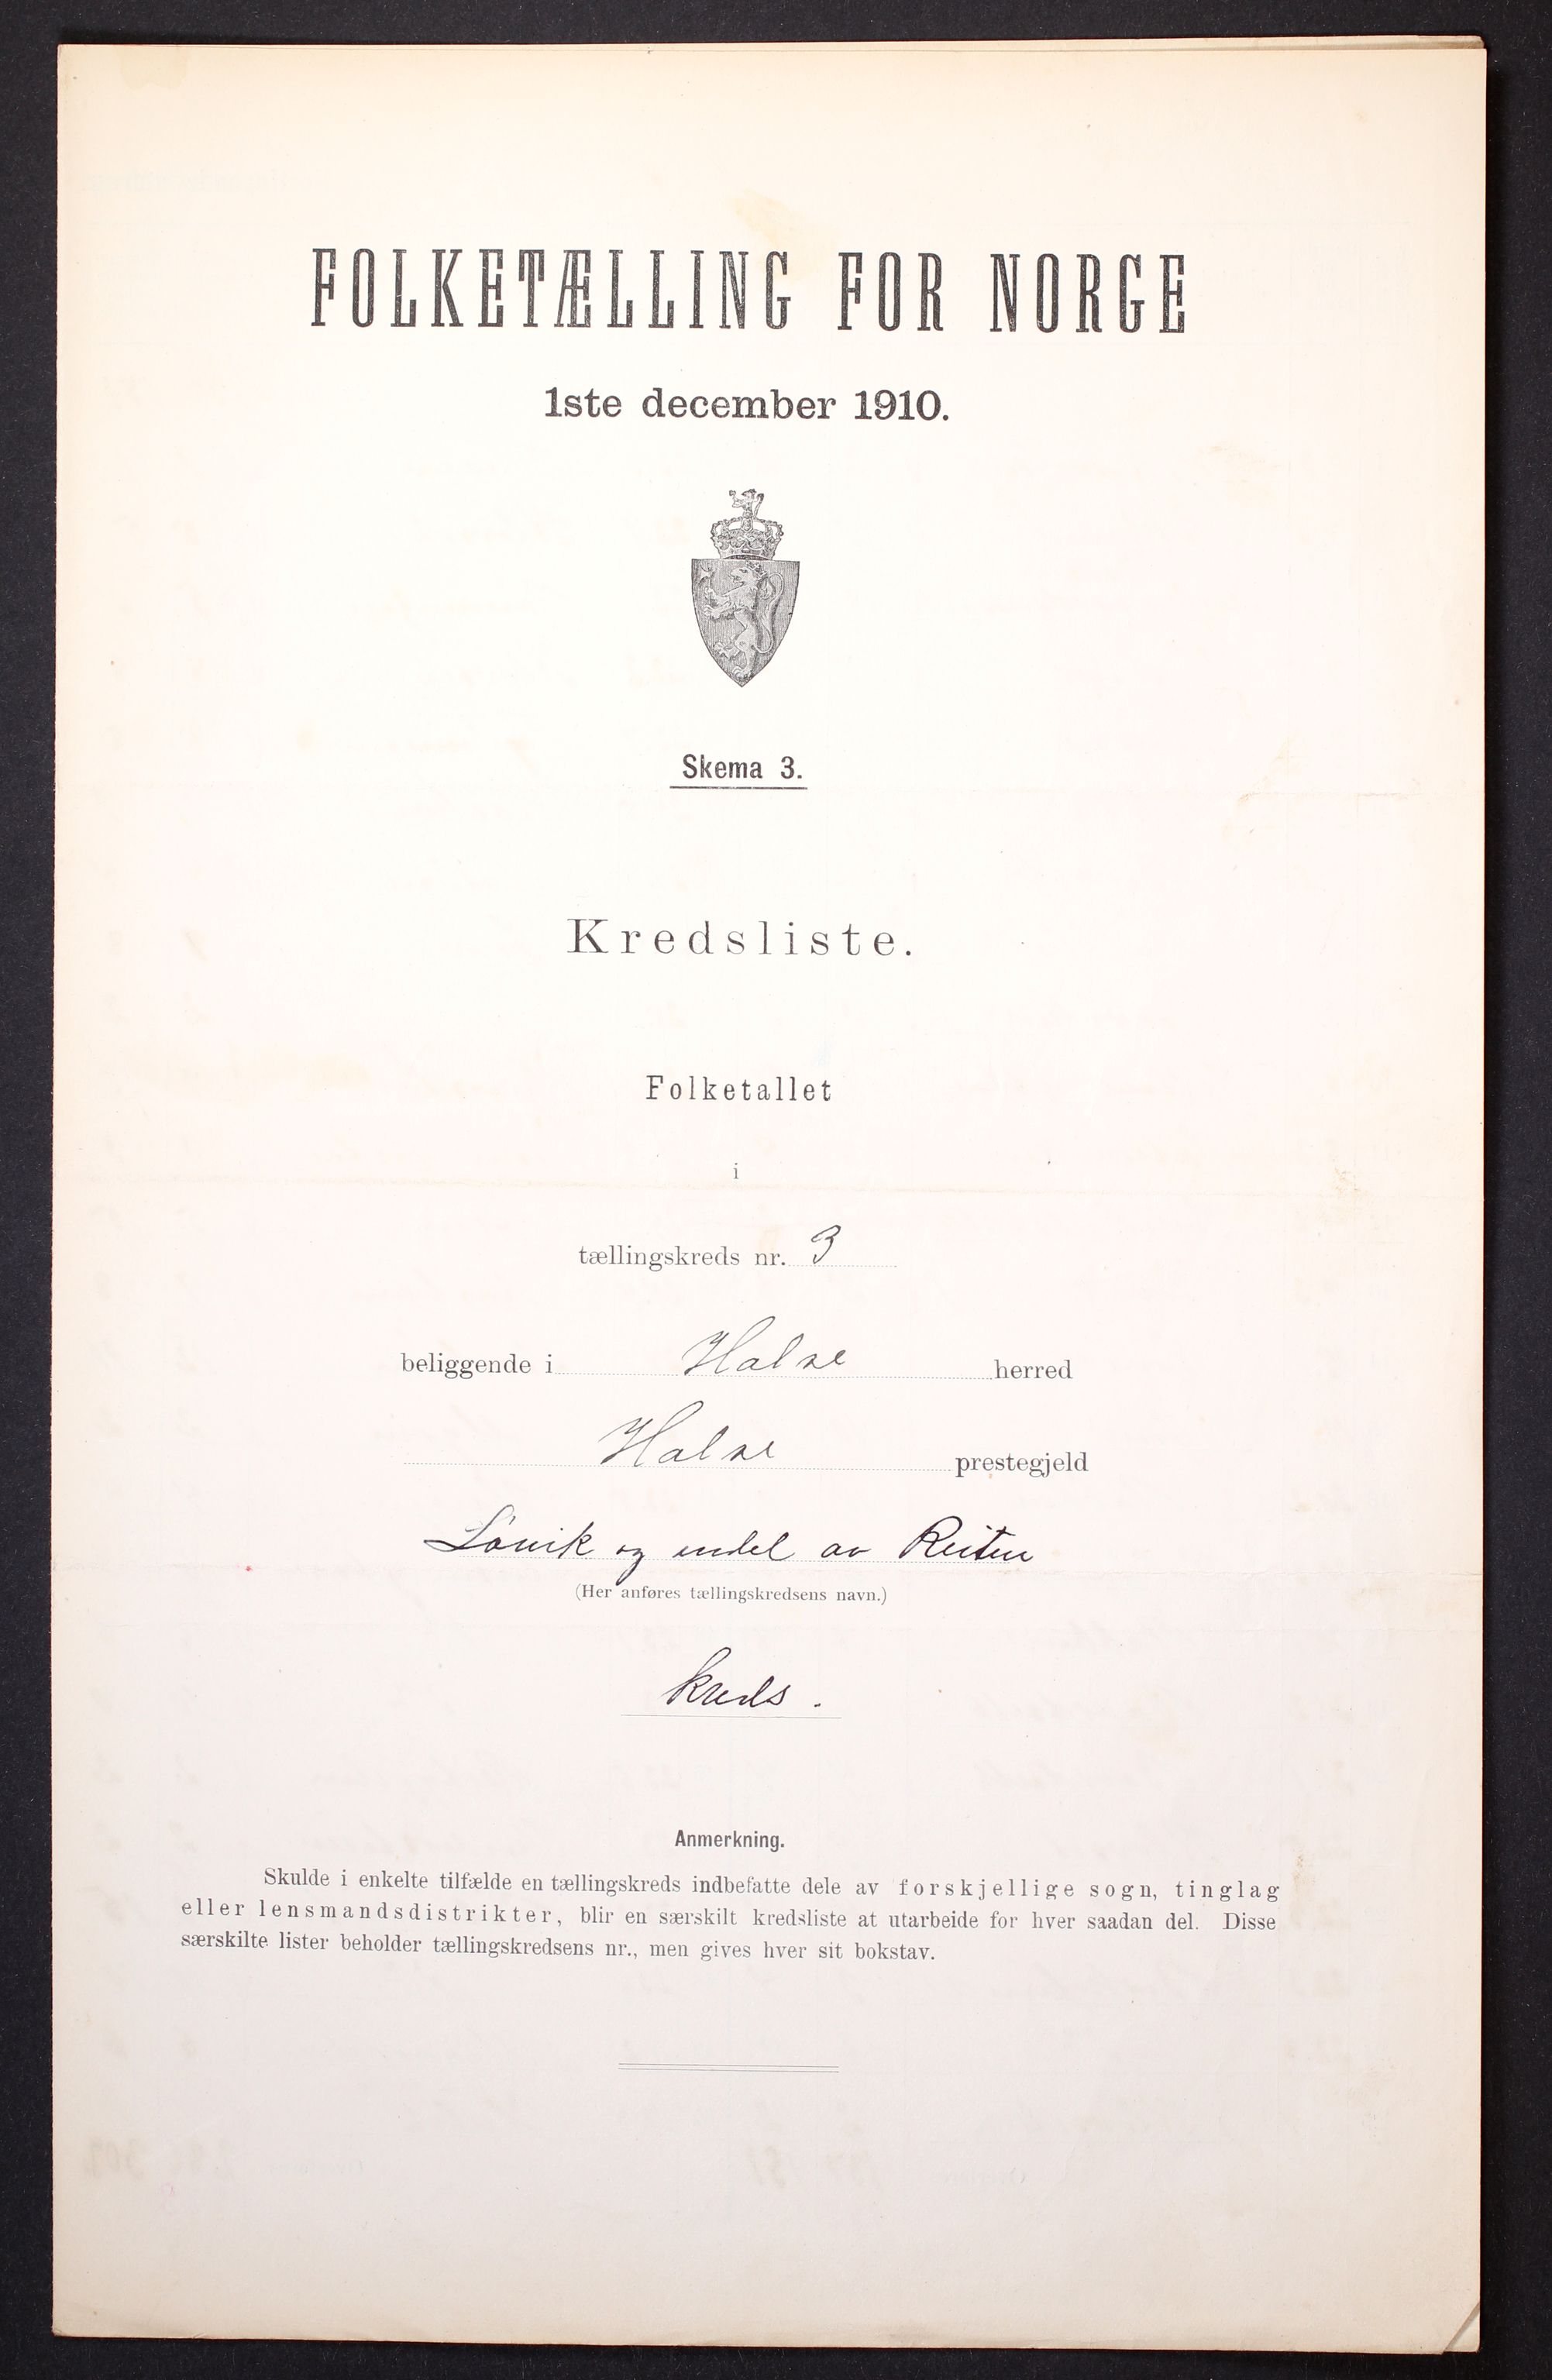 FOLKETÆLLING FOR NORGE
1ste december 1910.
Skema 3.
Kredsliste.
Folketallet
i
tællingskreds nr. 3
beliggende i Halse herred
Halse prestegjeld
Løvik og endel av Reiten
(Her anføres tællingskredsens navn.)
kreds.
Anmerkning.
Skulde i enkelte tilfælde en tællingskreds indbefatte dele av forskjellige sogn, tinglag
eller lensmandsdistrikter, blir en særskilt kredsliste at utarbeide for hver saadan del. Disse
særskilte lister beholder tællingskredsens nr., men gives hver sit bokstav.